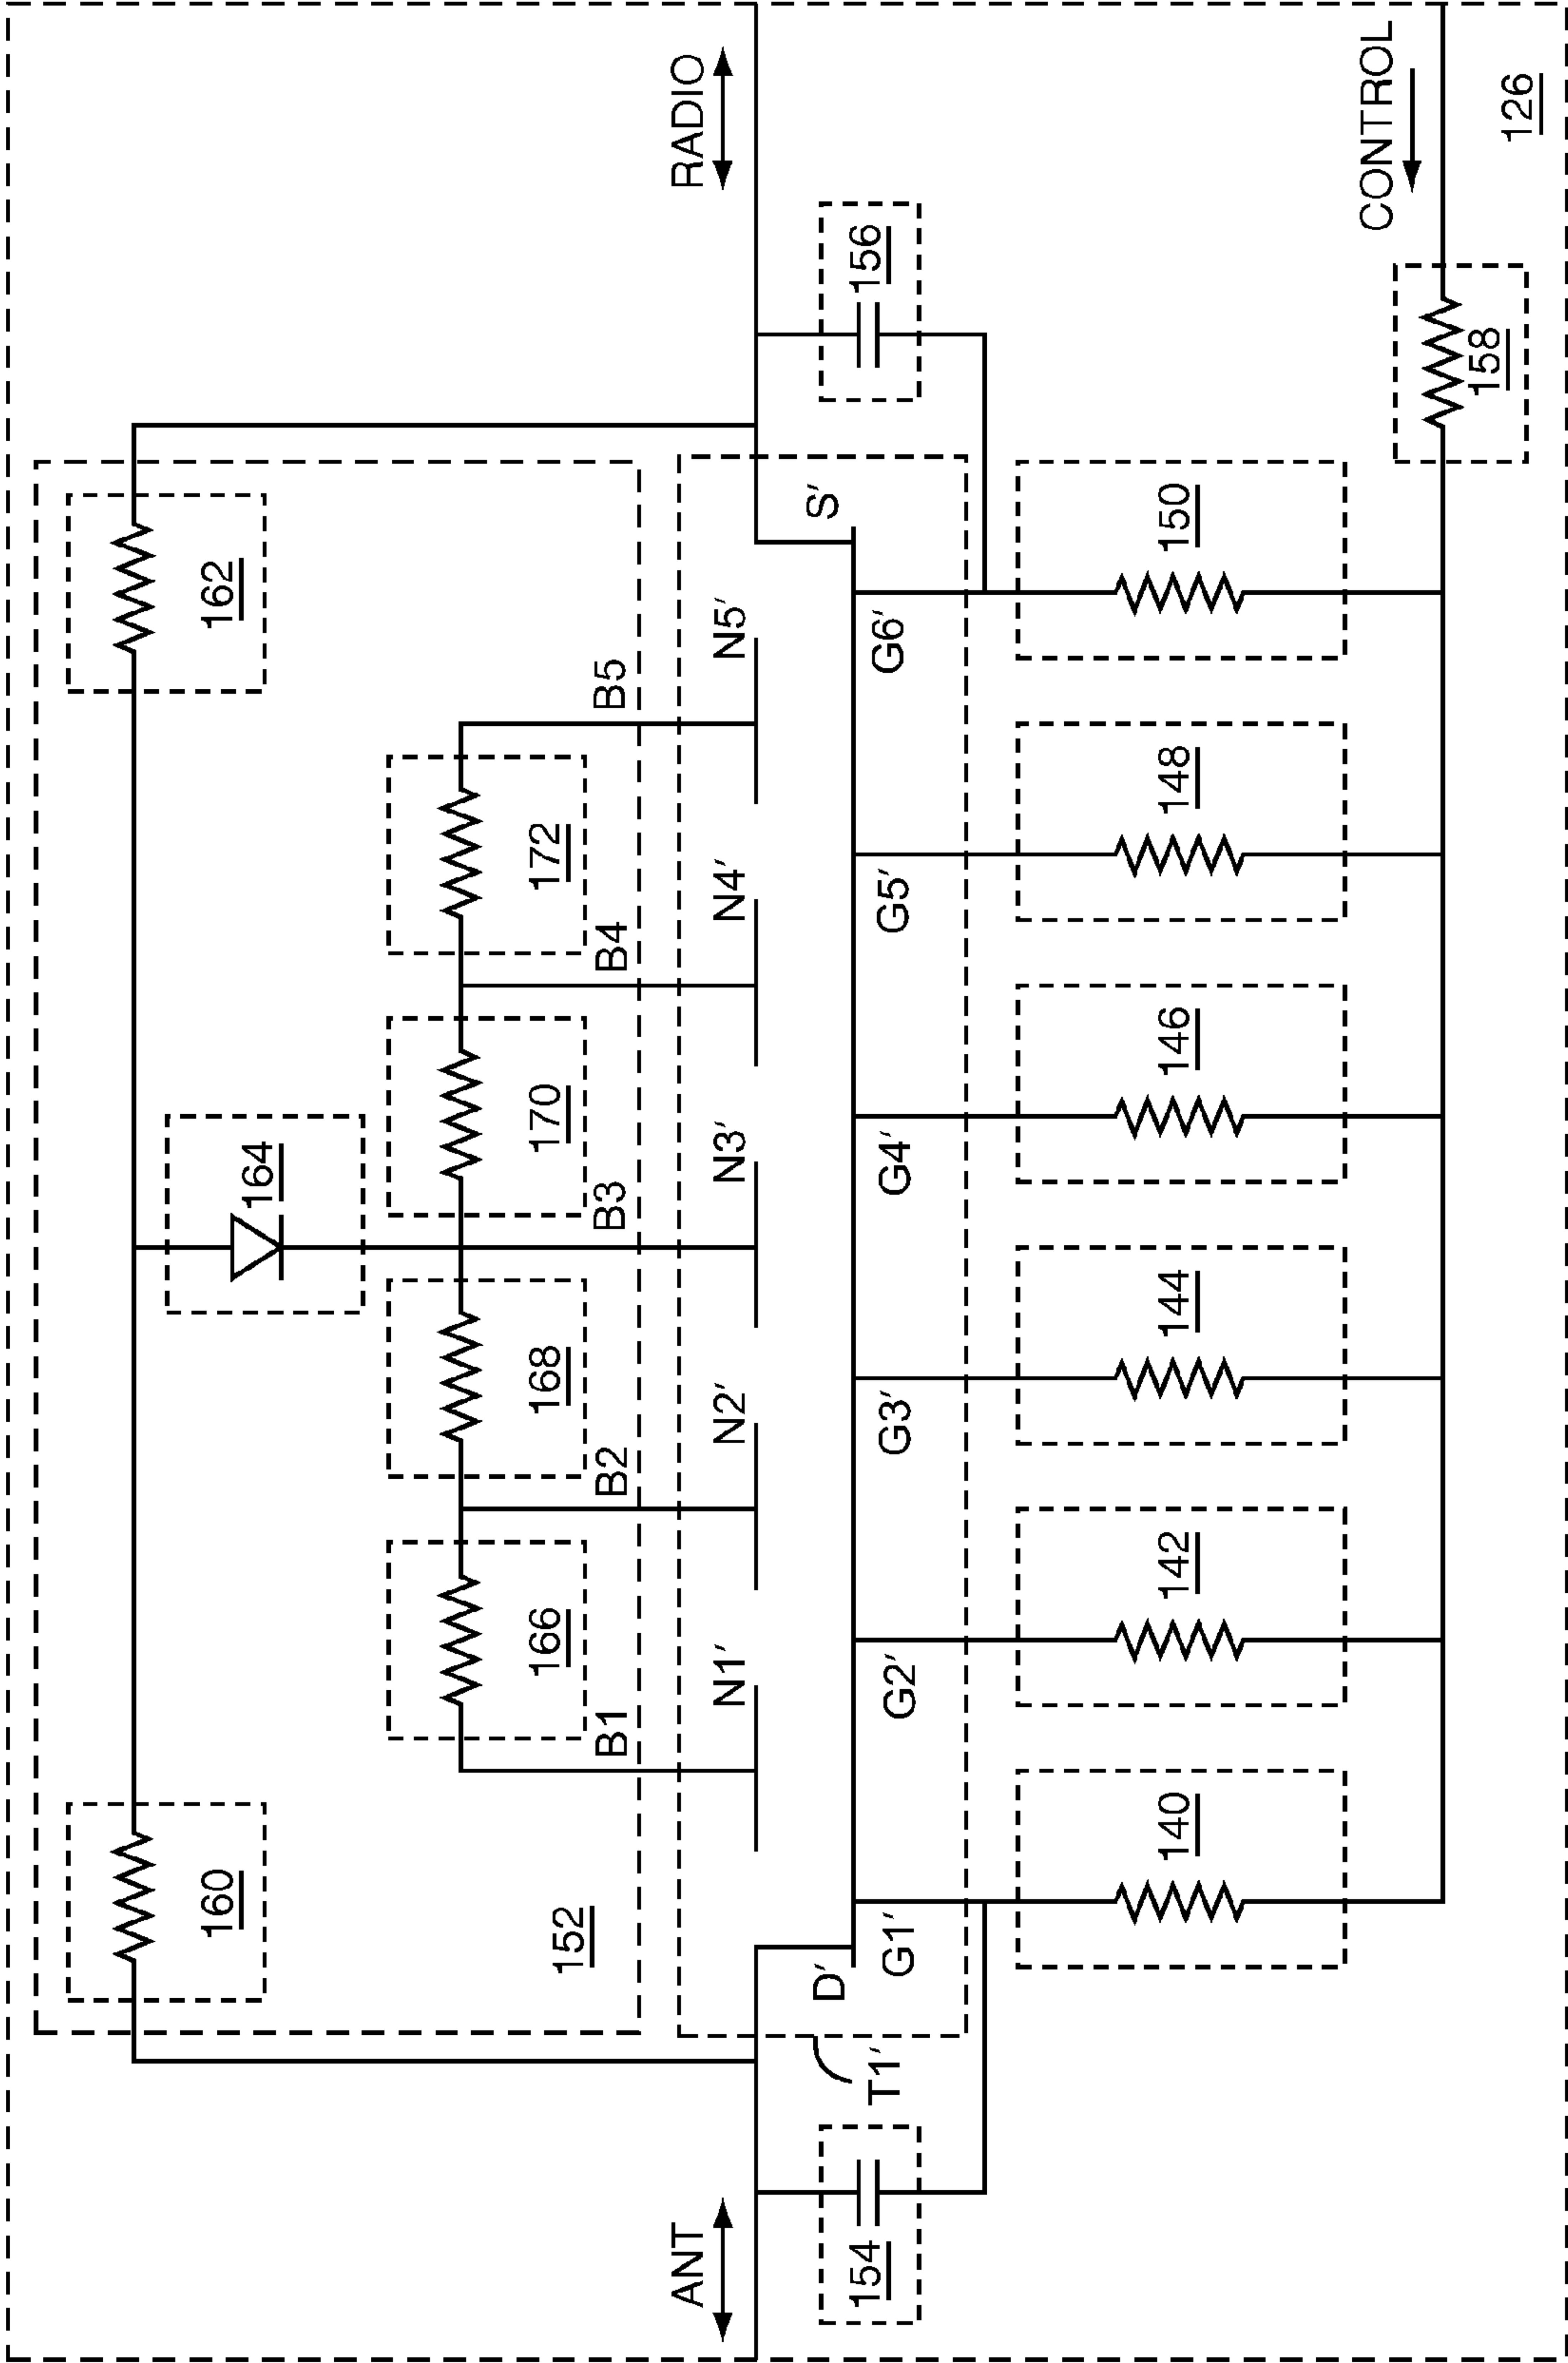 160
162
164
166
168
170
172
152
B1
B2
B3
B4
B5
ANT
RADIO
N1′
N2′
N3′
N4′
N5′
D′
S′
T1′
154
156
G1′
G2′
G3′
G4′
G5′
G6′
140
142
144
146
148
150
CONTROL
158
126